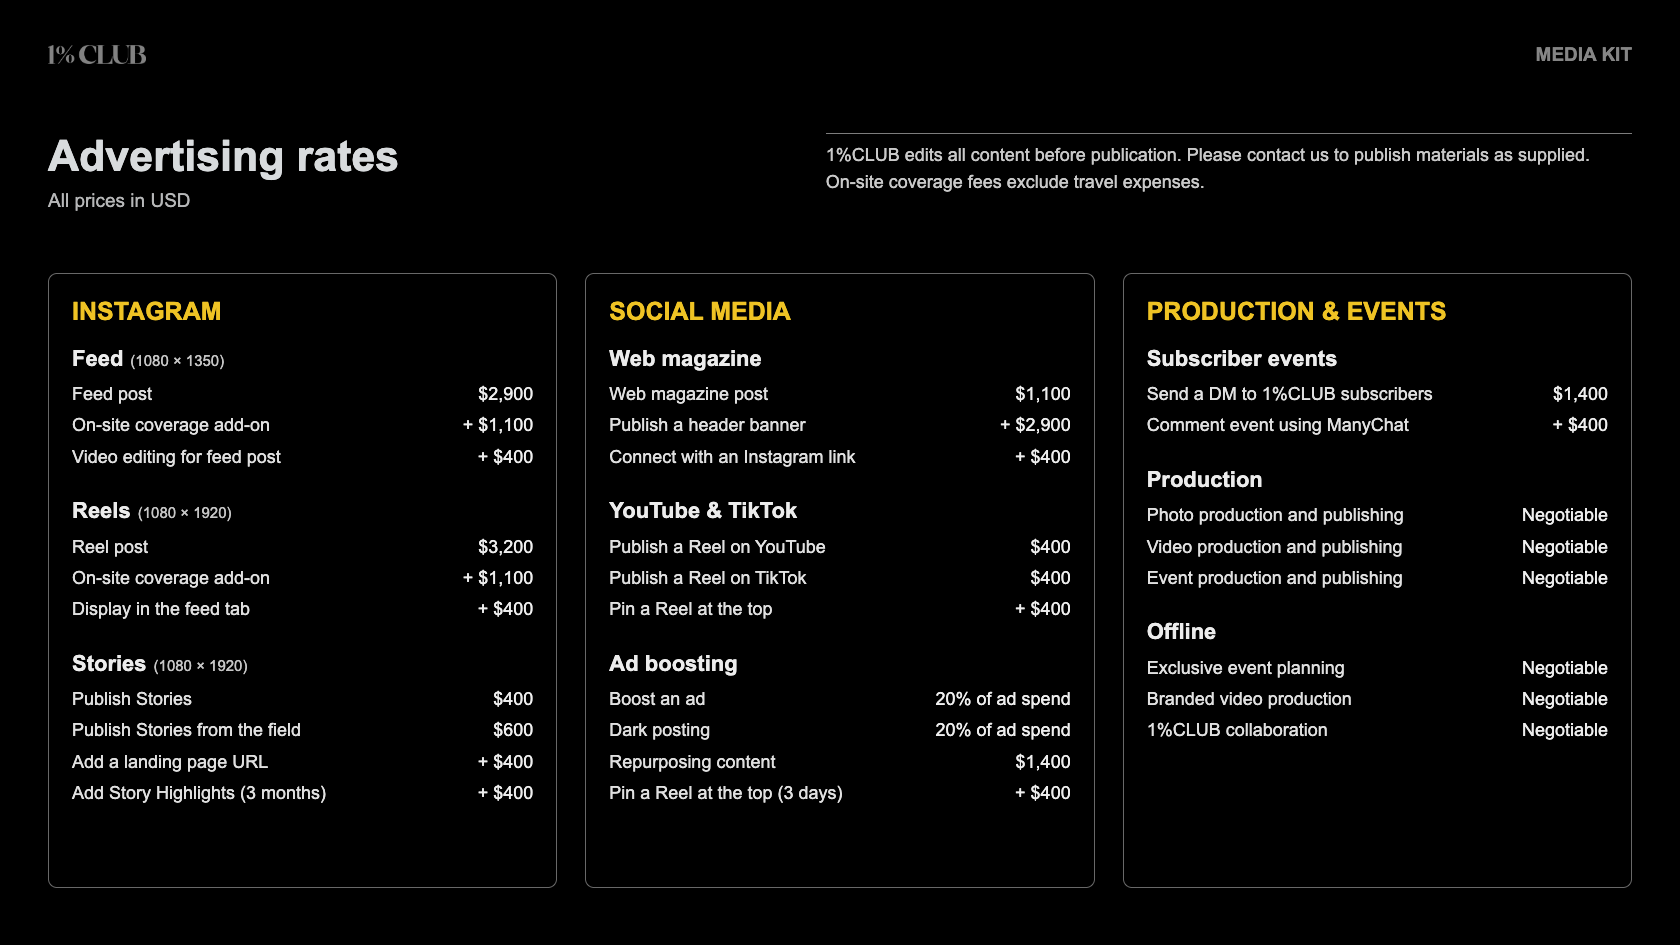 1% CLUB
MEDIA KIT
Advertising rates
All prices in USD
1%CLUB edits all content before publication. Please contact us to publish materials as supplied.
On-site coverage fees exclude travel expenses.
INSTAGRAM
Feed (1080 × 1350)
Feed post $2,900
On-site coverage add-on + $1,100
Video editing for feed post + $400
Reels (1080 × 1920)
Reel post $3,200
On-site coverage add-on + $1,100
Display in the feed tab + $400
Stories (1080 × 1920)
Publish Stories $400
Publish Stories from the field $600
Add a landing page URL + $400
Add Story Highlights (3 months) + $400
SOCIAL MEDIA
Web magazine
Web magazine post $1,100
Publish a header banner + $2,900
Connect with an Instagram link + $400
YouTube & TikTok
Publish a Reel on YouTube $400
Publish a Reel on TikTok $400
Pin a Reel at the top + $400
Ad boosting
Boost an ad 20% of ad spend
Dark posting 20% of ad spend
Repurposing content $1,400
Pin a Reel at the top (3 days) + $400
PRODUCTION & EVENTS
Subscriber events
Send a DM to 1%CLUB subscribers $1,400
Comment event using ManyChat + $400
Production
Photo production and publishing Negotiable
Video production and publishing Negotiable
Event production and publishing Negotiable
Offline
Exclusive event planning Negotiable
Branded video production Negotiable
1%CLUB collaboration Negotiable